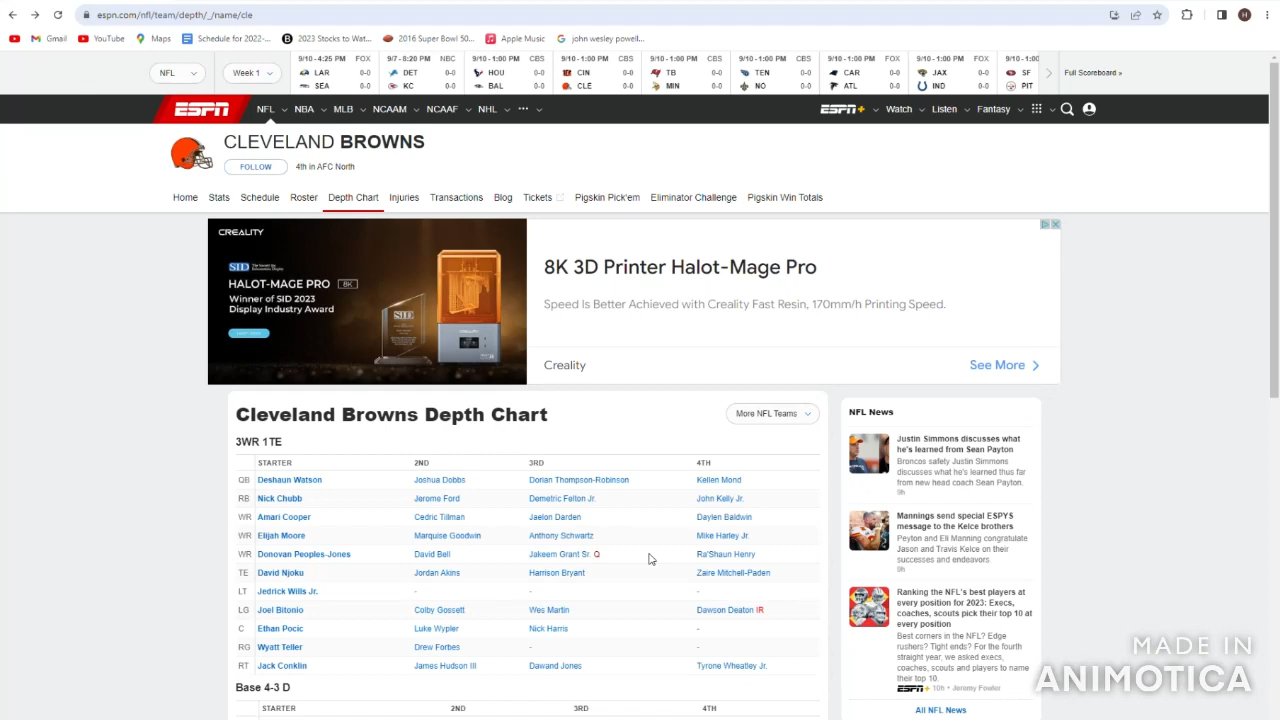 espn.com/nfl/team/depth/_/name/cle
Gmail
YouTube
Maps
Schedule for 2022-...
2023 Stocks to Wat...
2016 Super Bowl 50...
Apple Music
john wesley powell...
NFL
Week 1
9/10 - 4:25 PM FOX
LAR 0-0
SEA 0-0
9/7 - 8:20 PM NBC
DET 0-0
KC 0-0
9/10 - 1:00 PM CBS
HOU 0-0
BAL 0-0
9/10 - 1:00 PM CBS
CIN 0-0
CLE 0-0
9/10 - 1:00 PM CBS
TB 0-0
MIN 0-0
9/10 - 1:00 PM CBS
TEN 0-0
NO 0-0
9/10 - 1:00 PM FOX
CAR 0-0
ATL 0-0
9/10 - 1:00 PM FOX
JAX 0-0
IND 0-0
9/10 - 1:0
SF
PIT
Full Scoreboard »
ESPN NFL NBA MLB NCAAM NCAAF NHL ••• ESPN+ Watch Listen Fantasy
CLEVELAND BROWNS
FOLLOW 4th in AFC North
Home Stats Schedule Roster Depth Chart Injuries Transactions Blog Tickets Pigskin Pick'em Eliminator Challenge Pigskin Win Totals
CREALITY
SID
HALOT-MAGE PRO 8K
Winner of SID 2023
Display Industry Award
SID
8K 3D Printer Halot-Mage Pro
Speed Is Better Achieved with Creality Fast Resin, 170mm/h Printing Speed.
Creality
See More
Cleveland Browns Depth Chart
More NFL Teams
3WR 1TE
STARTER 2ND 3RD 4TH
QB Deshaun Watson Joshua Dobbs Dorian Thompson-Robinson Kellen Mond
RB Nick Chubb Jerome Ford Demetric Felton Jr. John Kelly Jr.
WR Amari Cooper Cedric Tillman Jaelon Darden Daylen Baldwin
WR Elijah Moore Marquise Goodwin Anthony Schwartz Mike Harley Jr.
WR Donovan Peoples-Jones David Bell Jakeem Grant Sr. Q Ra'Shaun Henry
TE David Njoku Jordan Akins Harrison Bryant Zaire Mitchell-Paden
LT Jedrick Wills Jr. - - -
LG Joel Bitonio Colby Gossett Wes Martin Dawson Deaton IR
C Ethan Pocic Luke Wypler Nick Harris -
RG Wyatt Teller Drew Forbes - -
RT Jack Conklin James Hudson III Dawand Jones Tyrone Wheatley Jr.
Base 4-3 D
STARTER 2ND 3RD 4TH
NFL News
Justin Simmons discusses what
he's learned from Sean Payton
Broncos safety Justin Simmons
discusses what he's learned thus far
from new head coach Sean Payton.
9h
Mannings send special ESPYS
message to the Kelce brothers
Peyton and Eli Manning congratulate
Jason and Travis Kelce on their
successes and endeavors.
9h
Ranking the NFL's best players at
every position for 2023: Execs,
coaches, scouts pick their top 10 at
every position
Best corners in the NFL? Edge
rushers? Tight ends? For the fourth
straight year, we asked execs,
coaches, scouts and players to name
their top 10.
ESPN+ 10h • Jeremy Fowler
All NFL News
MADE IN
ANIMOTICA